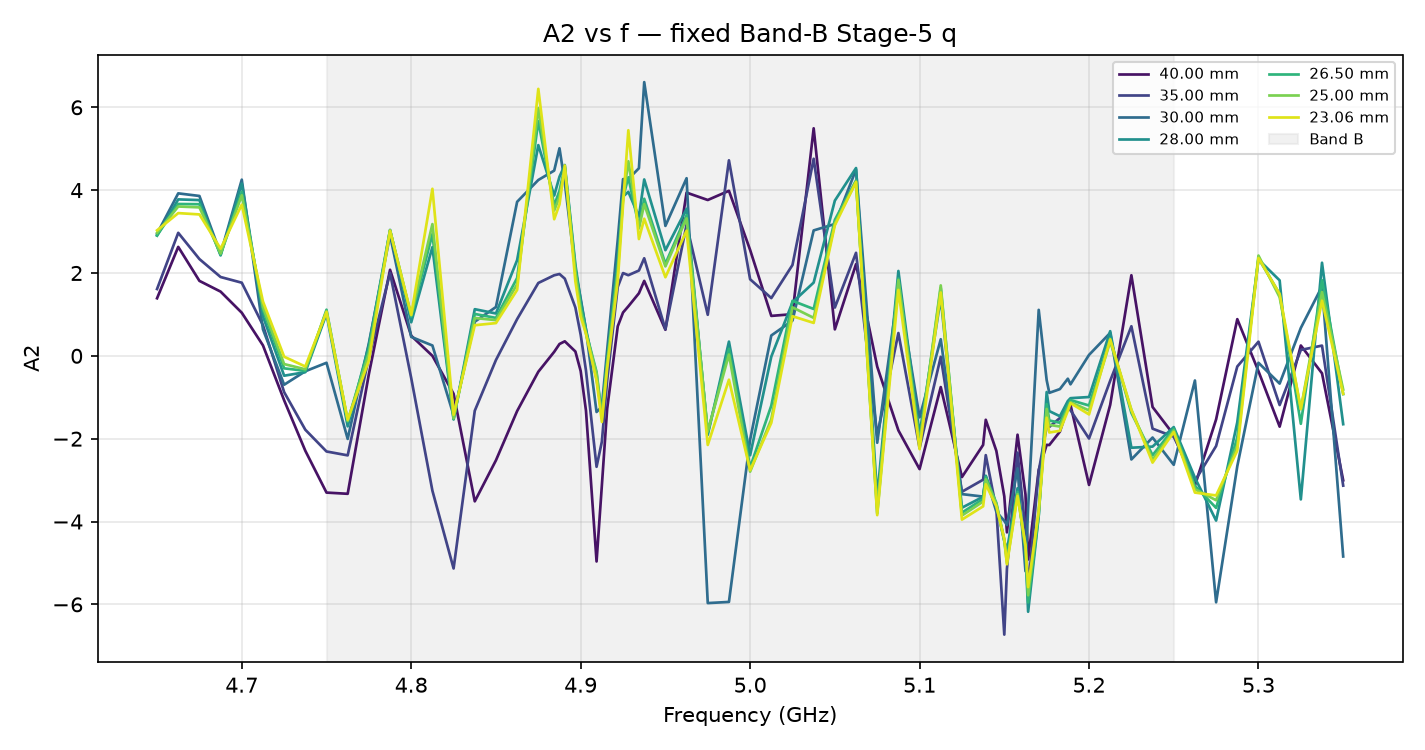 A2 vs f — fixed Band-B Stage-5 q
40.00 mm
35.00 mm
30.00 mm
28.00 mm
26.50 mm
25.00 mm
23.06 mm
Band B
A2
6
4
2
0
−2
−4
−6
4.7 4.8 4.9 5.0 5.1 5.2 5.3
Frequency (GHz)